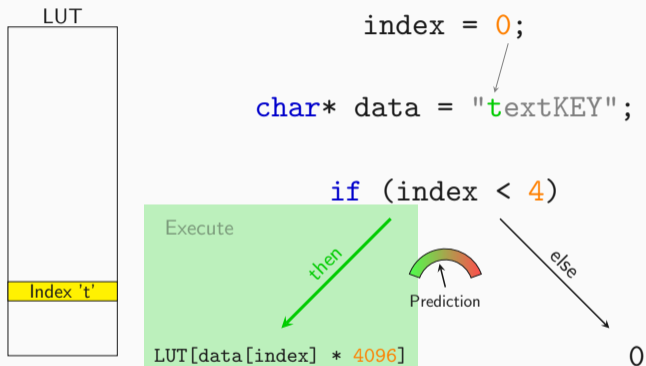 LUT
index = 0;
char* data = "textKEY";
if (index < 4)
Execute
then
else
Prediction
Index 't'
LUT[data[index] * 4096]
0